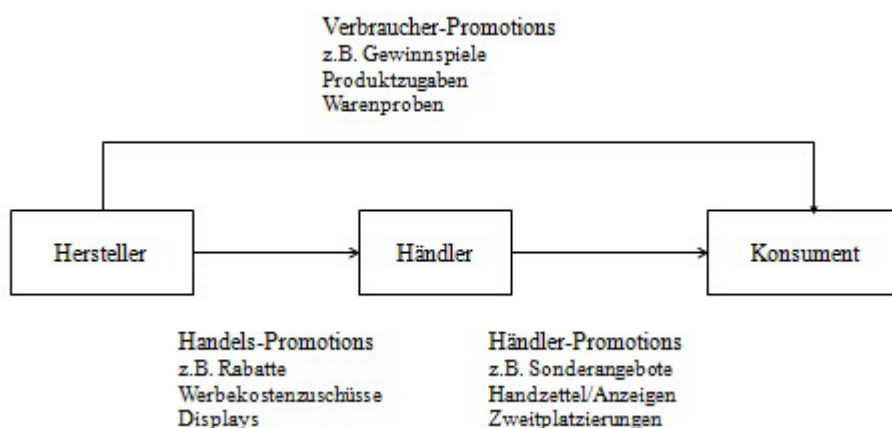 Verbraucher-Promotions
z.B. Gewinnspiele
Produktzugaben
Warenproben
Hersteller
Händler
Konsument
Handels-Promotions
z.B. Rabatte
Werbekostenzuschüsse
Displays
Händler-Promotions
z.B. Sonderangebote
Handzettel/Anzeigen
Zweitplatzierungen